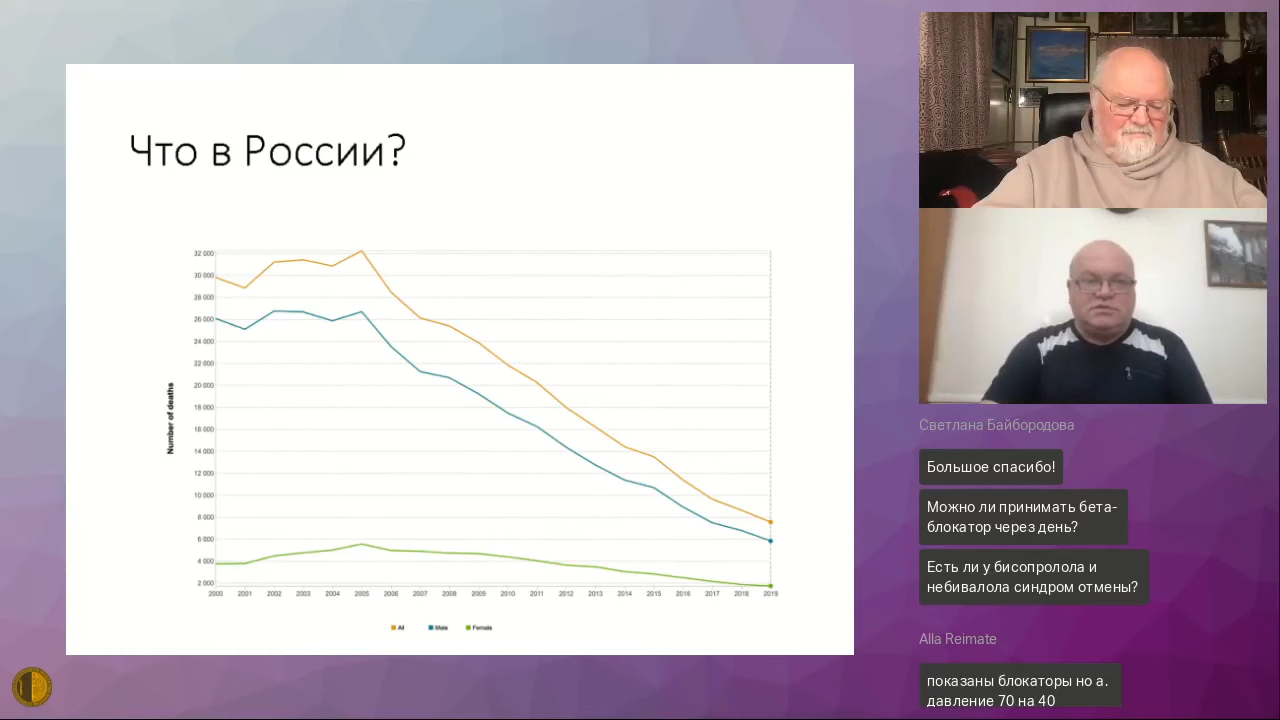 Что в России?
32 000
30 000
28 000
26 000
24 000
22 000
20 000
18 000
16 000
14 000
12 000
10 000
8 000
6 000
4 000
2 000
Number of deaths
2000 2001 2002 2003 2004 2005 2006 2007 2008 2009 2010 2011 2012 2013 2014 2015 2016 2017 2018 2019
All Male Female
Светлана Байбородова
Большое спасибо!
Можно ли принимать бета-
блокатор через день?
Есть ли у бисопролола и
небивалола синдром отмены?
Alla Reimate
показаны блокаторы но а.
давление 70 на 40